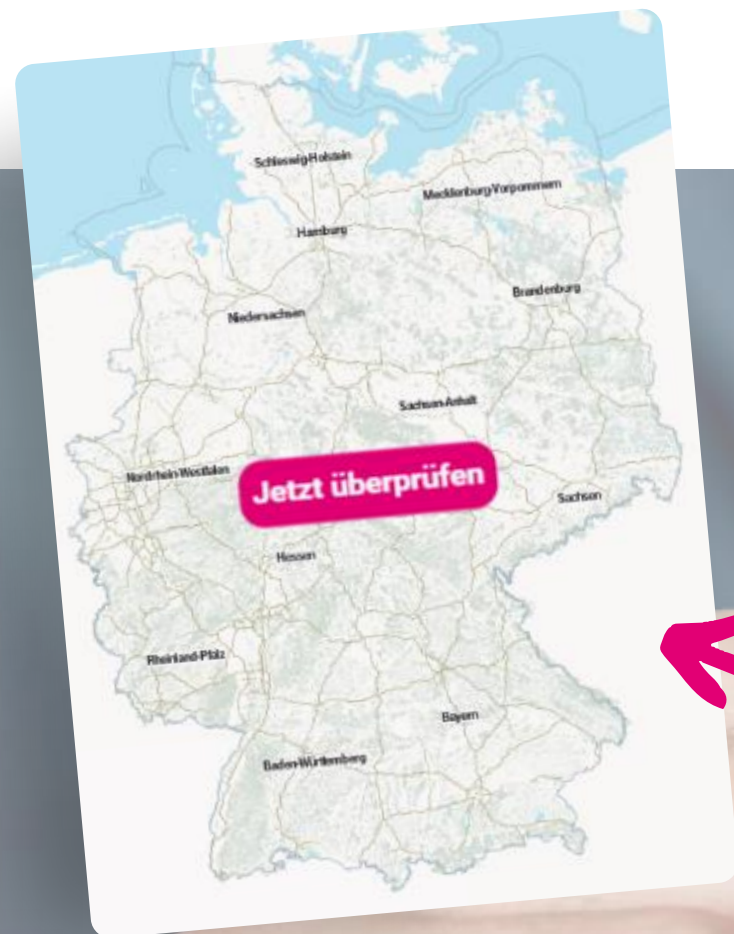 Schleswig-Holstein
Mecklenburg-Vorpommern
Hamburg
Brandenburg
Niedersachsen
Sachsen-Anhalt
Nordrhein-Westfalen
Jetzt überprüfen
Sachsen
Hessen
Rheinland-Pfalz
Bayern
Baden-Württemberg